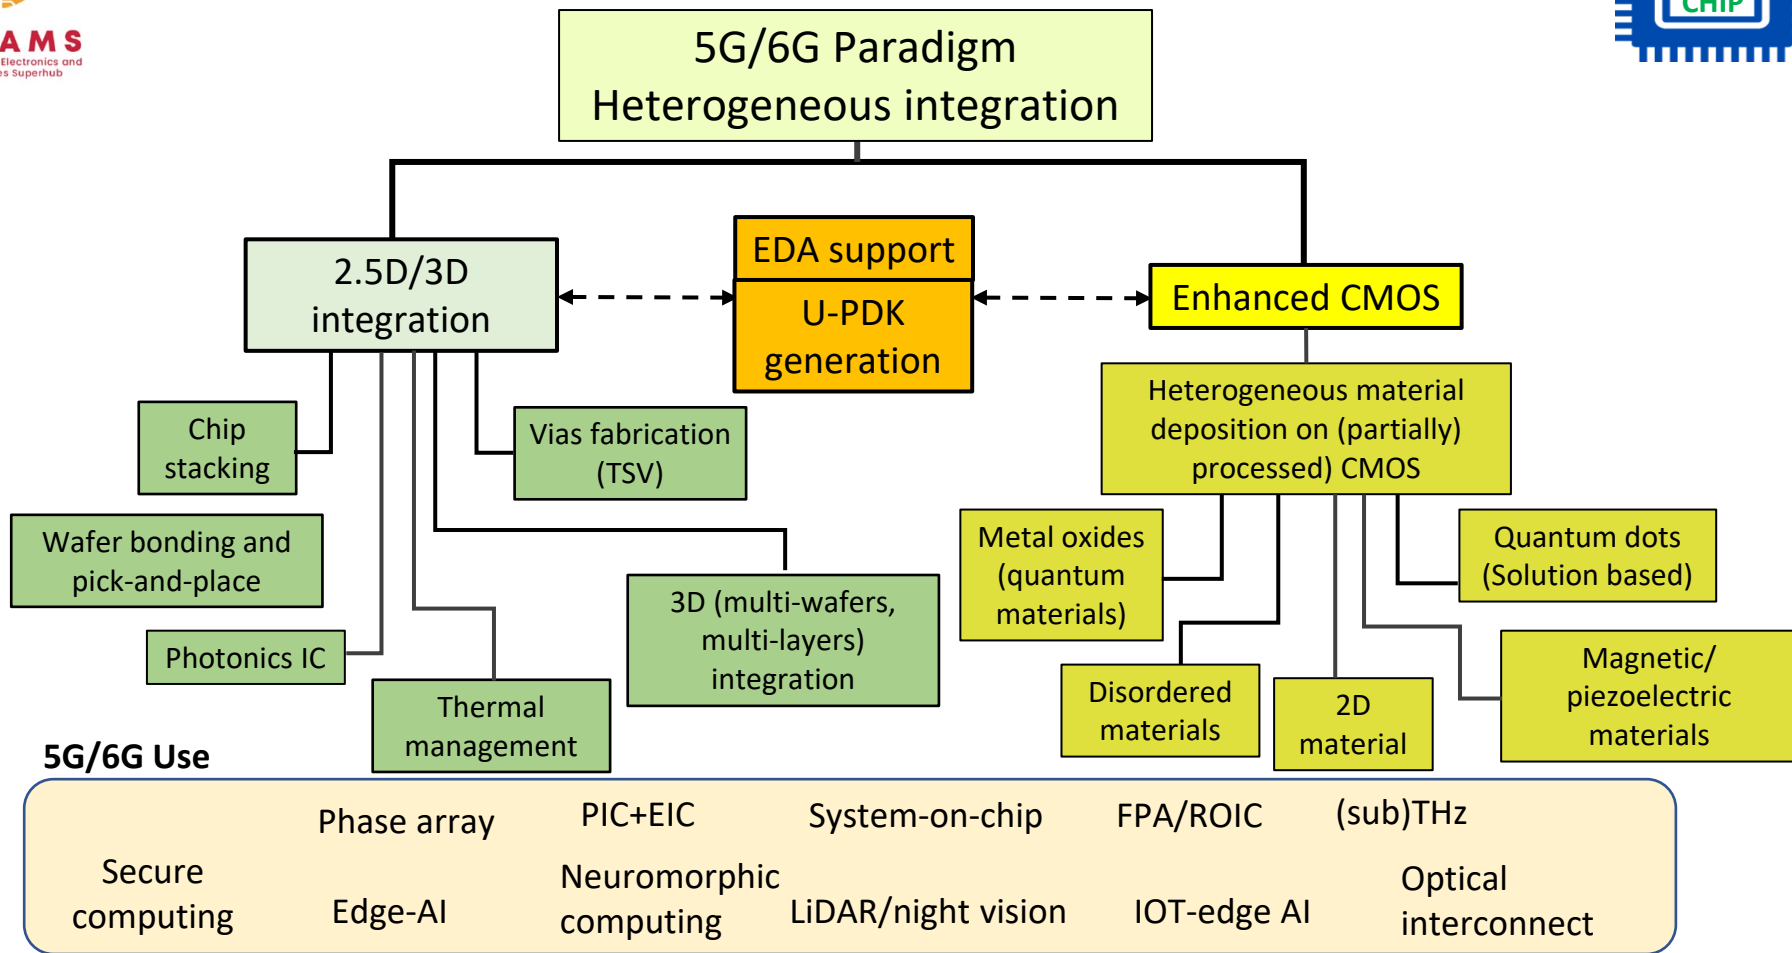 AMS
Electronics and
es Superhub
CHIP
5G/6G Paradigm
Heterogeneous integration
2.5D/3D
integration
EDA support
U-PDK
generation
Enhanced CMOS
Chip
stacking
Vias fabrication
(TSV)
Wafer bonding and
pick-and-place
Photonics IC
Thermal
management
3D (multi-wafers,
multi-layers)
integration
Heterogeneous material
deposition on (partially)
processed) CMOS
Metal oxides
(quantum
materials)
Quantum dots
(Solution based)
Disordered
materials
2D
material
Magnetic/
piezoelectric
materials
5G/6G Use
Phase array
PIC+EIC
System-on-chip
FPA/ROIC
(sub)THz
Secure
computing
Edge-AI
Neuromorphic
computing
LiDAR/night vision
IOT-edge AI
Optical
interconnect